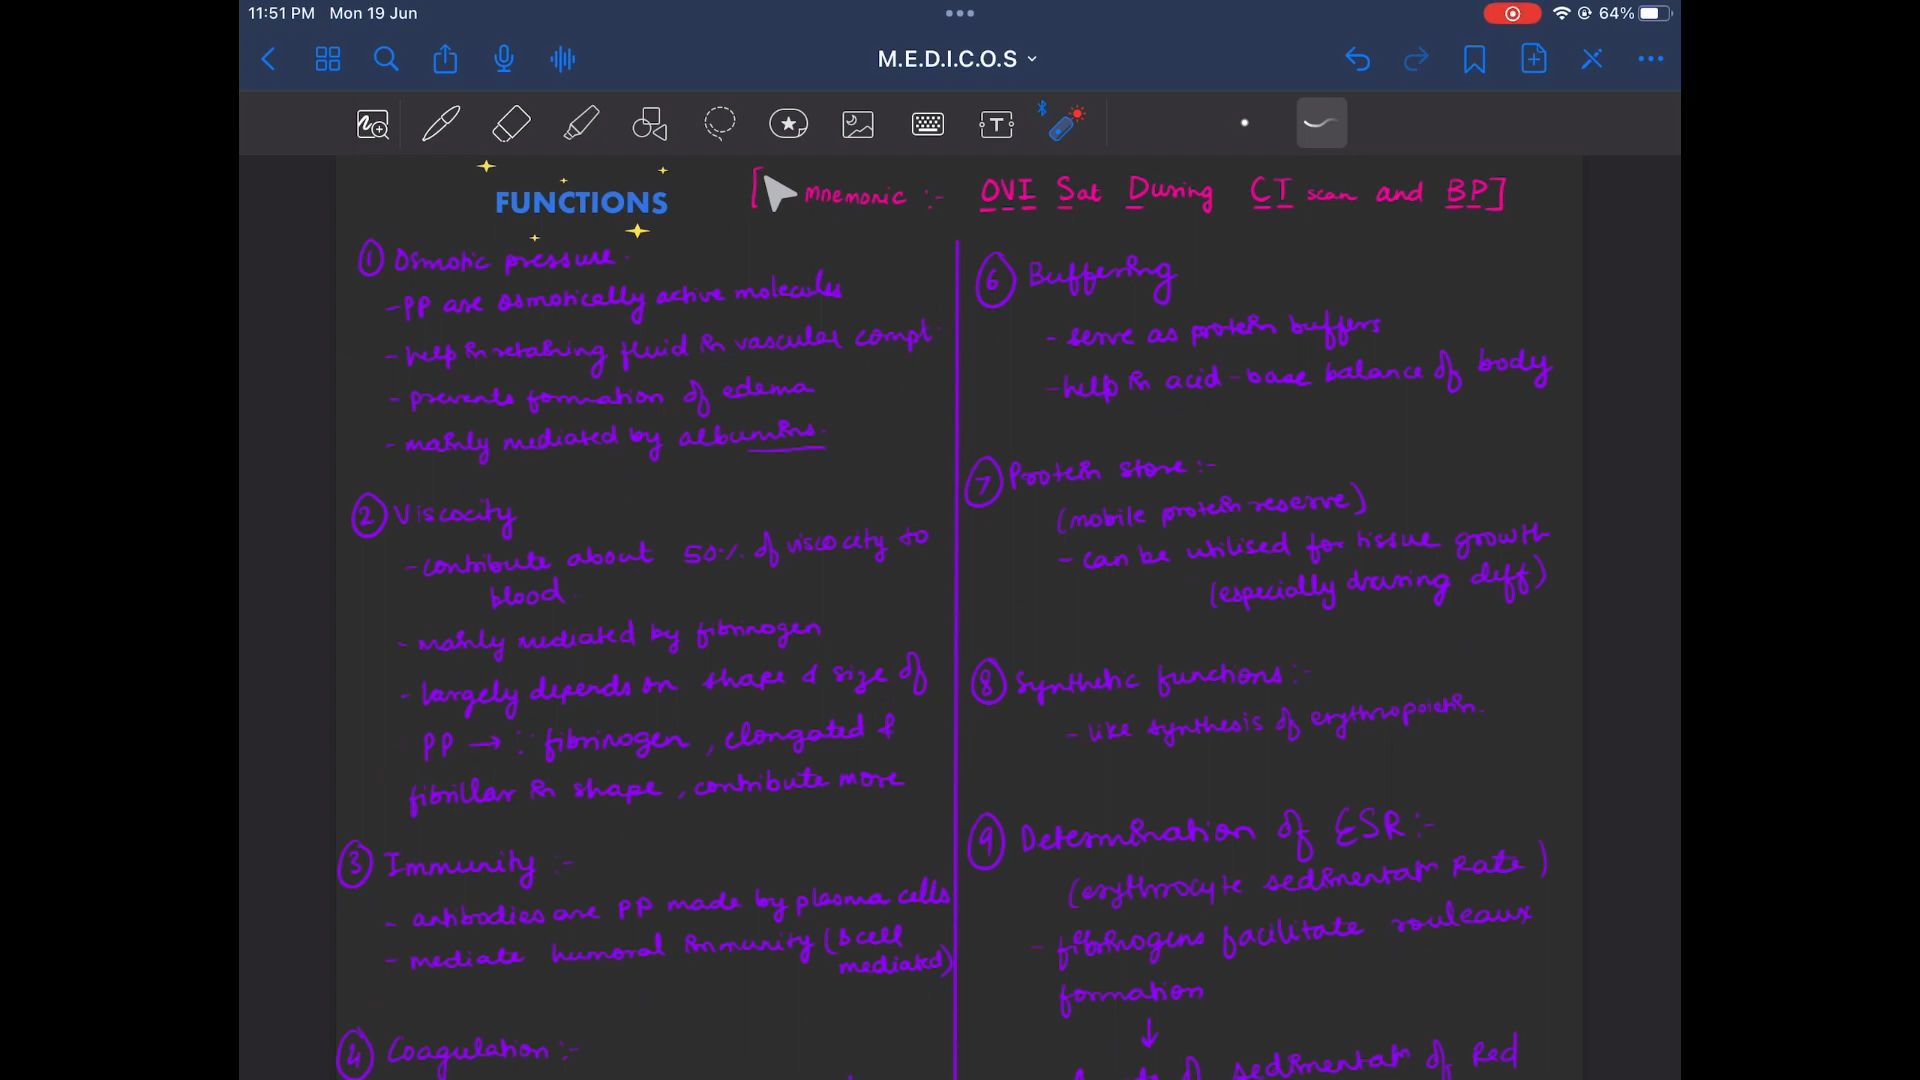 11:51 PM Mon 19 Jun
64%
M.E.D.I.C.O.S
FUNCTIONS
[ Mnemonic :- OVI Sat During CT scan and BP]
① Osmotic pressure.
- PP are osmotically active molecules
- help in retaining fluid in vascular compt.
- prevents formation of edema
- mainly mediated by albumins.
② Viscocity
- contribute about 50% of viscocity to
blood.
- mainly mediated by fibrinogen
- largely depends on shape & size of
PP → ∵ fibrinogen, elongated &
fibrillar in shape, contribute more
③ Immunity :-
- antibodies are PP made by plasma cells
- mediate humoral immunity (B cell
mediated)
④ Coagulation :-
⑥ Buffering
- serve as protein buffers
- help in acid-base balance of body
⑦ Protein store :-
(mobile protein reserve)
- can be utilised for tissue growth
(especially during diff)
⑧ Synthetic functions :-
- like synthesis of erythropoietin.
⑨ Determination of ESR :-
(erythrocyte sedimentatn Rate)
- fibrinogens facilitate rouleaux
formation
↓
of sedimentatn of Red